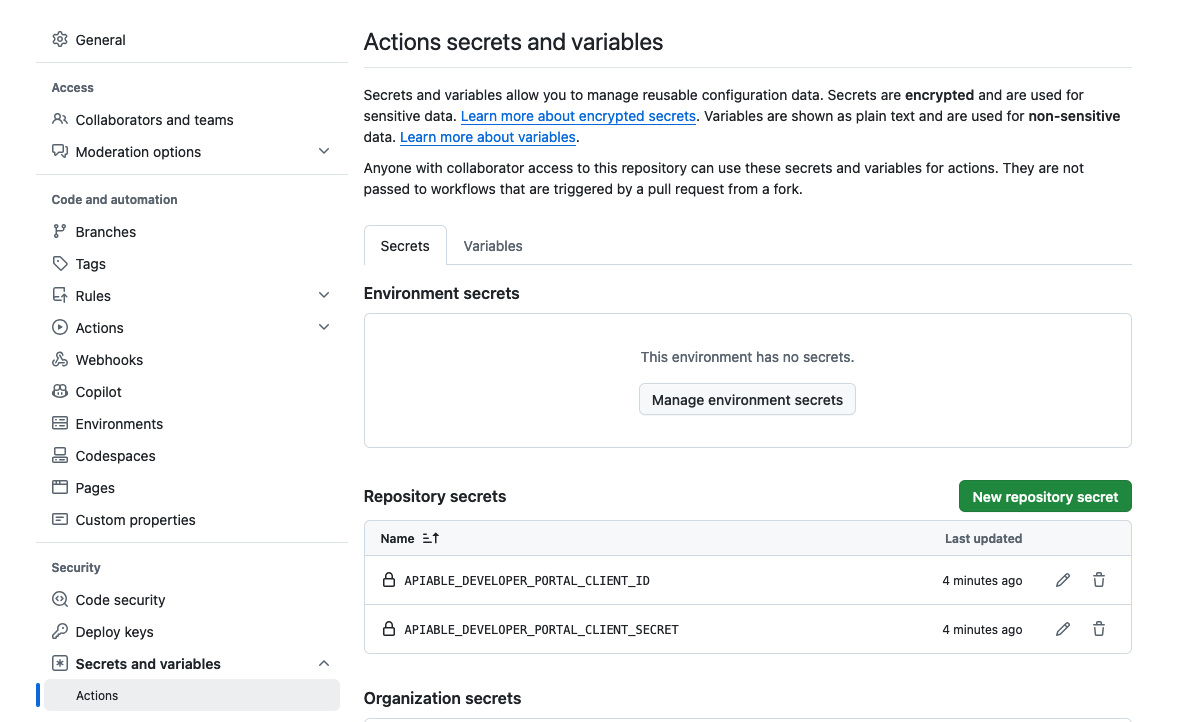 General
Access
Collaborators and teams
Moderation options
Code and automation
Branches
Tags
Rules
Actions
Webhooks
Copilot
Environments
Codespaces
Pages
Custom properties
Security
Code security
Deploy keys
Secrets and variables
Actions
Actions secrets and variables
Secrets and variables allow you to manage reusable configuration data. Secrets are encrypted and are used for
sensitive data. Learn more about encrypted secrets. Variables are shown as plain text and are used for non-sensitive
data. Learn more about variables.
Anyone with collaborator access to this repository can use these secrets and variables for actions. They are not
passed to workflows that are triggered by a pull request from a fork.
Secrets Variables
Environment secrets
This environment has no secrets.
Manage environment secrets
Repository secrets New repository secret
Name Last updated
APIABLE_DEVELOPER_PORTAL_CLIENT_ID 4 minutes ago
APIABLE_DEVELOPER_PORTAL_CLIENT_SECRET 4 minutes ago
Organization secrets